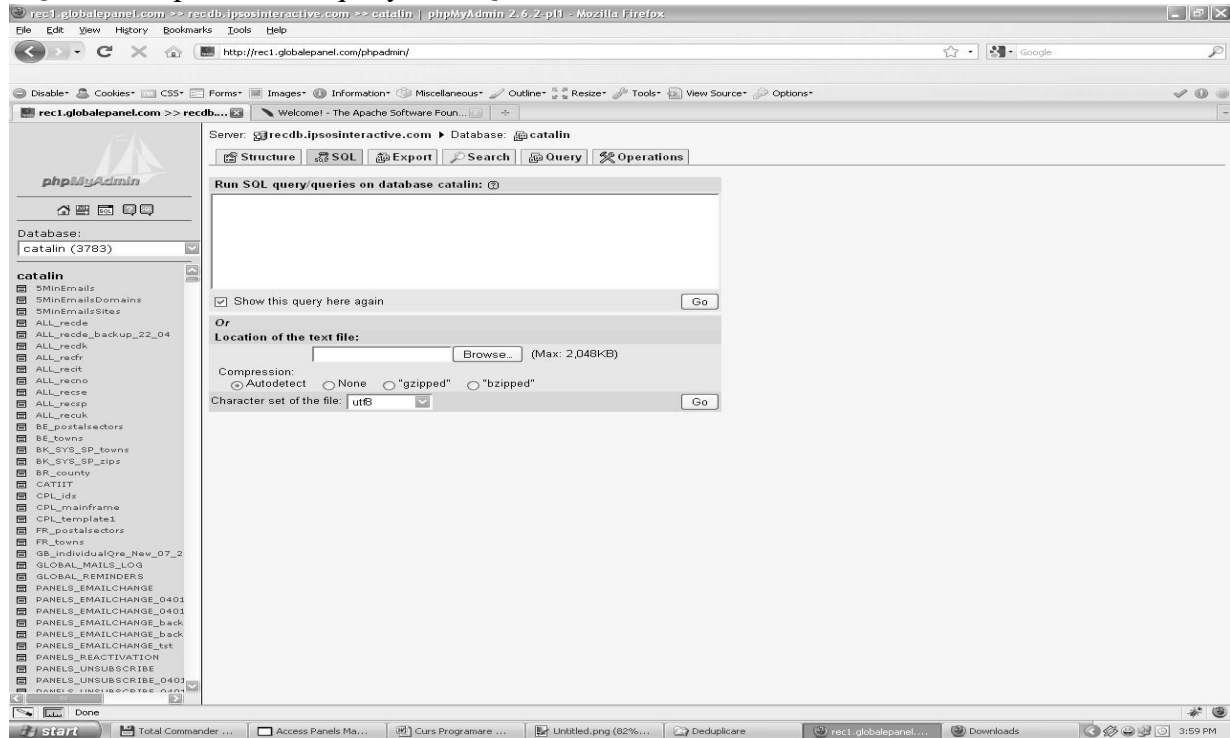 rec1.globalepanel.com >> recdb.ipsosinteractive.com >> catalin | phpMyAdmin 2.6.2-pl1 - Mozilla Firefox
File Edit View History Bookmarks Tools Help
http://rec1.globalepanel.com/phpadmin/
Google
Disable Cookies CSS Forms Images Information Miscellaneous Outline Resize Tools View Source Options
rec1.globalepanel.com >> recdb....
Welcome! - The Apache Software Foun...
phpMyAdmin
Database:
catalin (3783)
catalin
5MinEmails
5MinEmailsDomains
5MinEmailsSites
ALL_recde
ALL_recde_backup_22_04
ALL_recdk
ALL_recfr
ALL_recit
ALL_recno
ALL_recse
ALL_recsp
ALL_recuk
BE_postalsectors
BE_towns
BK_SYS_SP_towns
BK_SYS_SP_zips
BR_county
CATIIT
CPL_ids
CPL_mainframe
CPL_template1
FR_postalsectors
FR_towns
GB_individualQre_New_07_2
GLOBAL_MAILS_LOG
GLOBAL_REMINDERS
PANELS_EMAILCHANGE
PANELS_EMAILCHANGE_0401
PANELS_EMAILCHANGE_0401
PANELS_EMAILCHANGE_back
PANELS_EMAILCHANGE_back
PANELS_EMAILCHANGE_tst
PANELS_REACTIVATION
PANELS_UNSUBSCRIBE
PANELS_UNSUBSCRIBE_0401
PANELS_UNSUBSCRIBE_0401
Server: recdb.ipsosinteractive.com Database: catalin
Structure SQL Export Search Query Operations
Run SQL query/queries on database catalin:
Show this query here again
Go
Or
Location of the text file:
Browse... (Max: 2,048KB)
Compression:
Autodetect None "gzipped" "bzipped"
Character set of the file: utf8
Go
Done
start
Total Commander ...
Access Panels Ma...
Curs Programare ...
Untitled.png (82%...
Deduplicare
rec1.globalepanel....
Downloads
3:59 PM